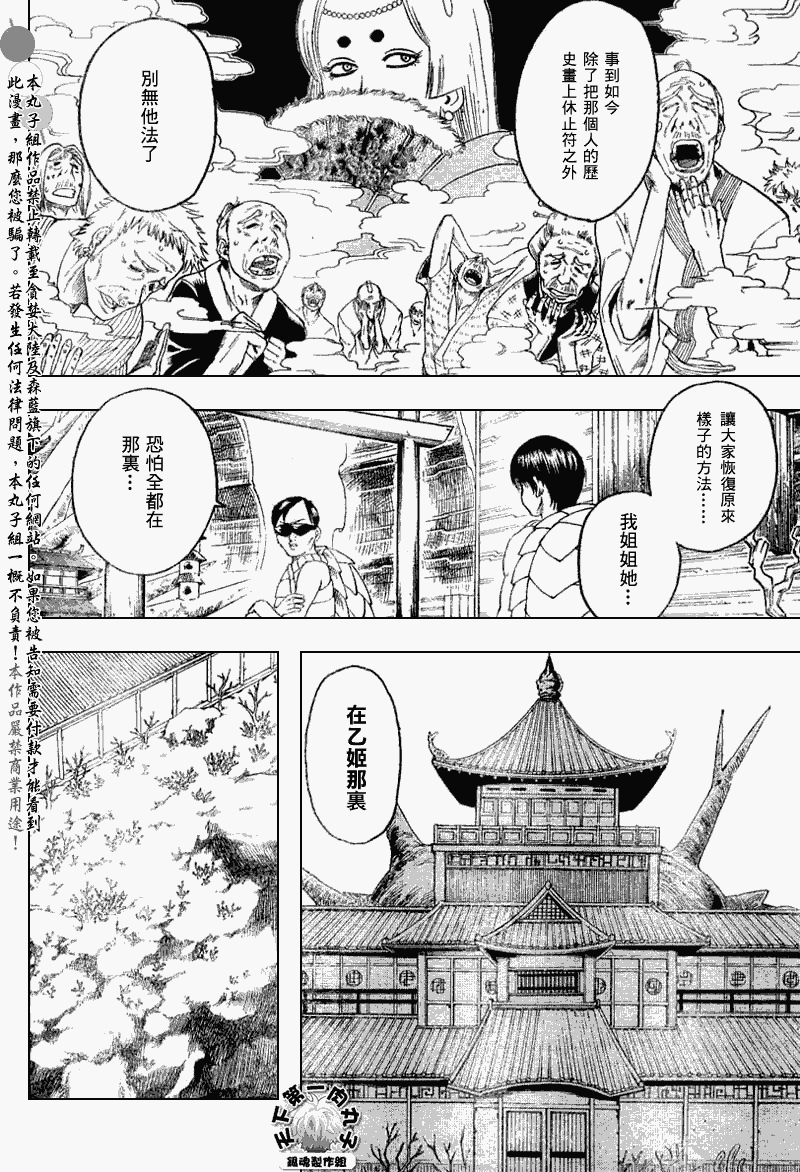 事到如今
除了把那個人的歷
史畫上休止符之外
別無他法了
讓大家恢復原來
樣子的方法……
我姐姐她…
恐怕全都在
那裏…
在乙姬那裏
本丸子組作品禁止轉載至貪婪大陸及森藍旗下的任何網站。如果您被告知需要付款才能看到
此漫畫，那麼您被騙了。若發生任何法律問題，本丸子組一概不負責！本作品嚴禁商業用途！
天下第一肉丸子
銀魂製作組